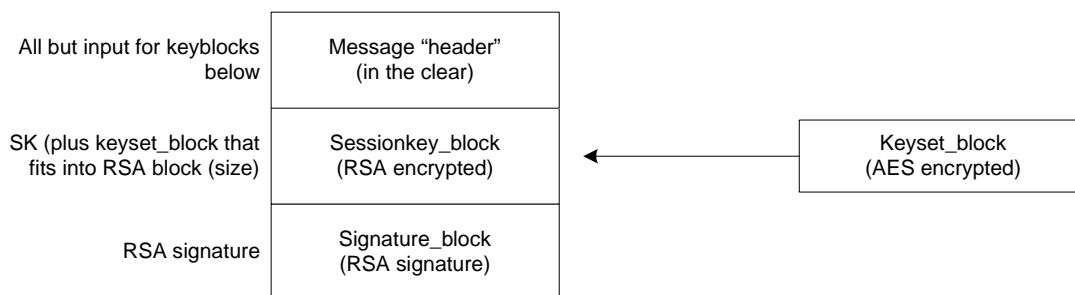 All but input for keyblocks
below
Message “header”
(in the clear)
SK (plus keyset_block that
fits into RSA block (size)
Sessionkey_block
(RSA encrypted)
Keyset_block
(AES encrypted)
RSA signature
Signature_block
(RSA signature)